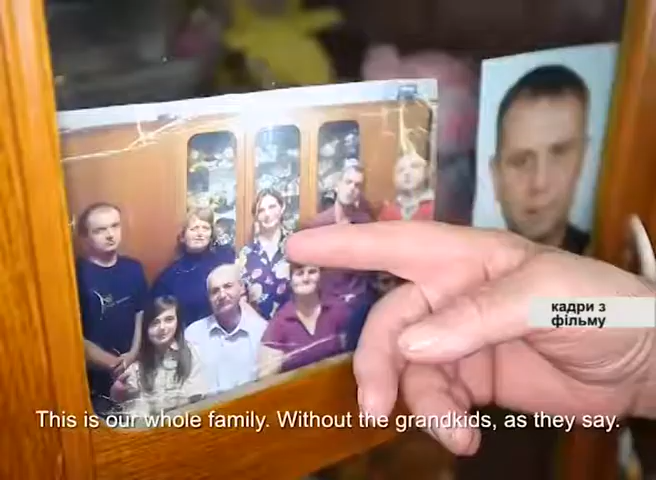 кадри з
фільму
This is our whole family. Without the grandkids, as they say.